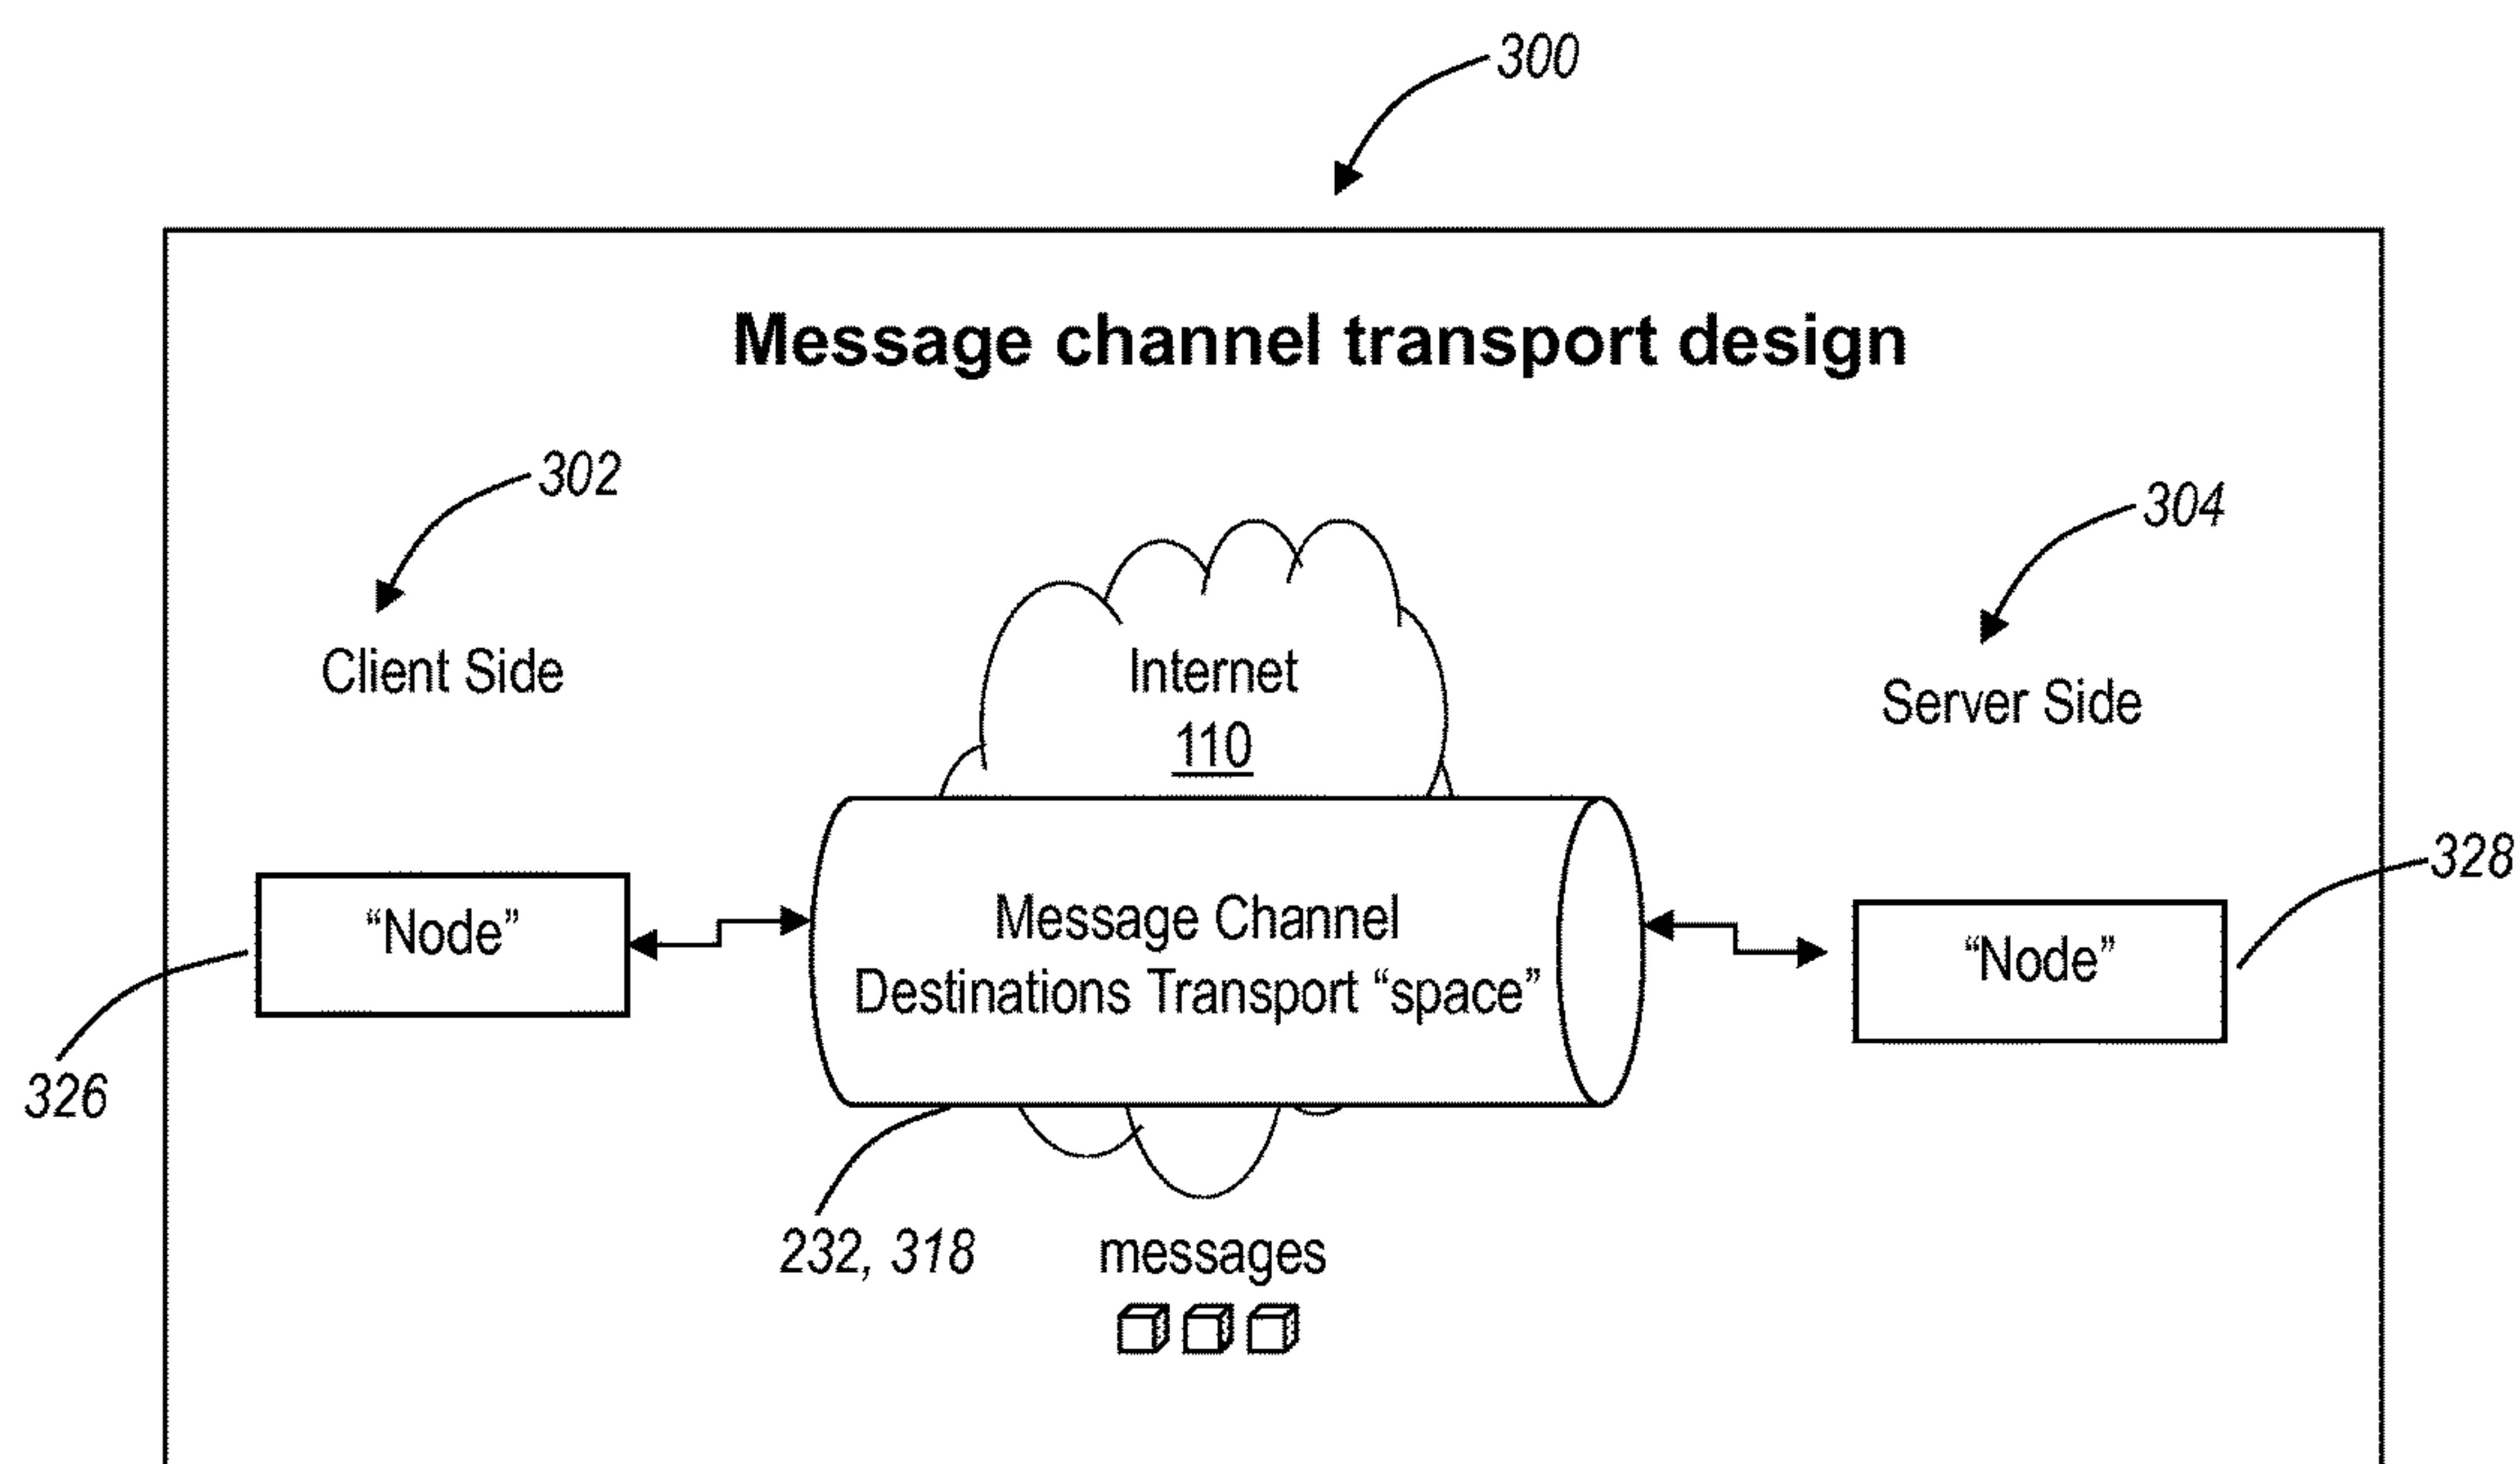 300
Message channel transport design
302
304
Client Side
Internet
110
Server Side
328
“Node”
Message Channel
Destinations Transport “space”
“Node”
326
232, 318
messages